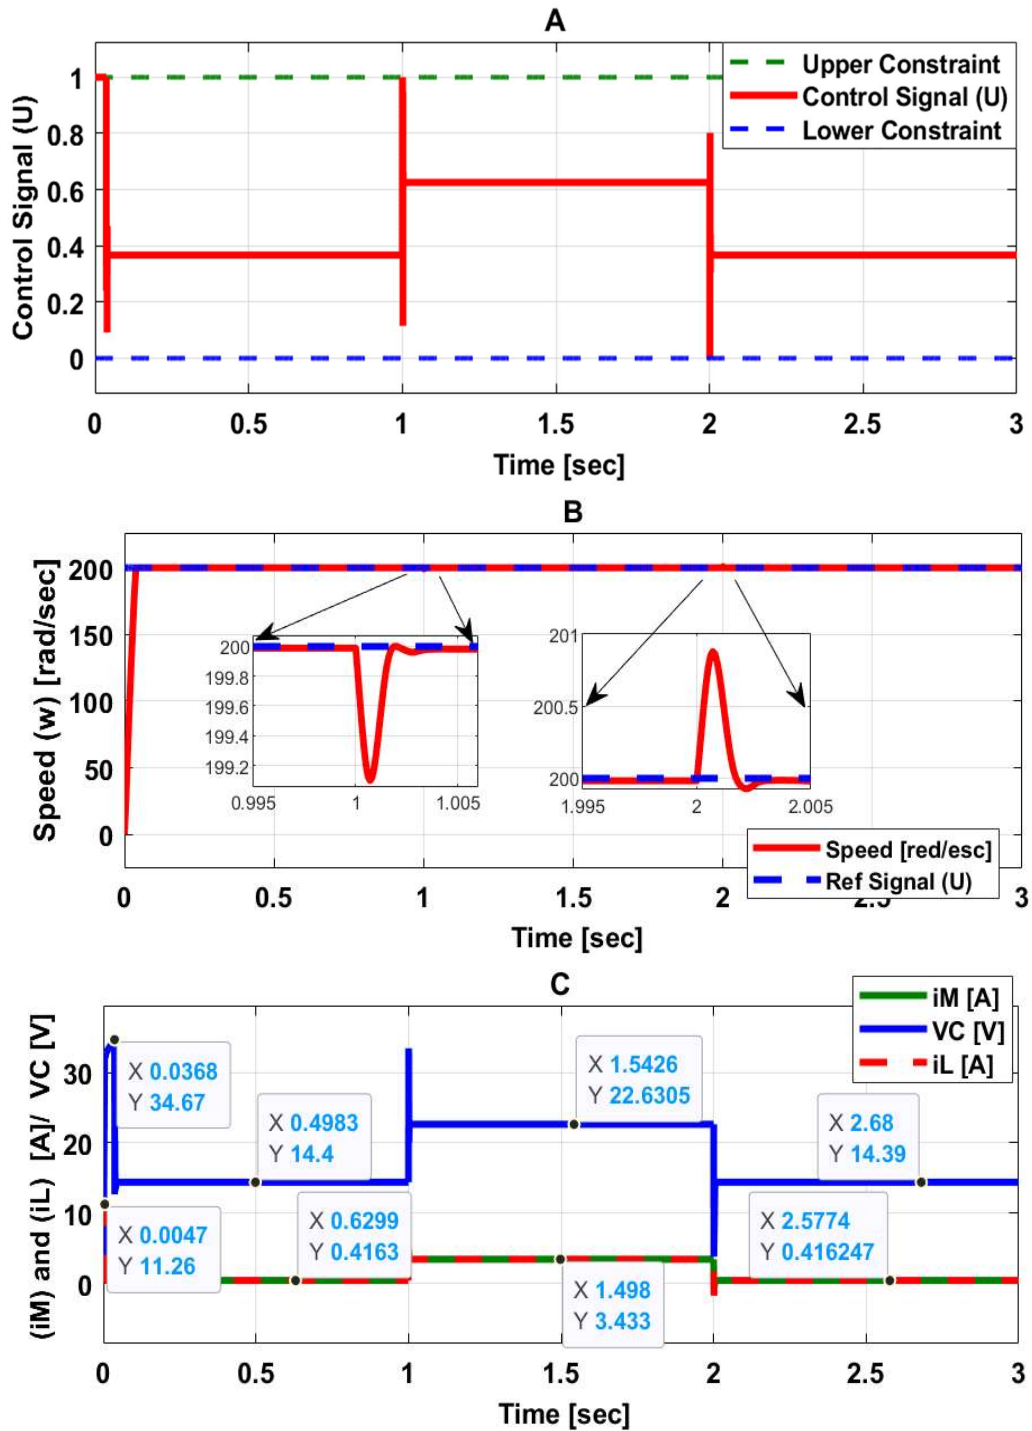 A
Control Signal (U)
1
0.8
0.6
0.4
0.2
0
Upper Constraint
Control Signal (U)
Lower Constraint
0 0.5 1 1.5 2 2.5 3
Time [sec]
B
Speed (w) [rad/sec]
200
150
100
50
0
200
199.8
199.6
199.4
199.2
0.995 1 1.005
201
200.5
200
1.995 2 2.005
Speed [red/esc]
Ref Signal (U)
0 0.5 1 1.5 2 2.5 3
Time [sec]
C
(iM) and (iL) [A]/ VC [V]
30
20
10
0
iM [A]
VC [V]
iL [A]
X 0.0368
Y 34.67
X 0.4983
Y 14.4
X 1.5426
Y 22.6305
X 2.68
Y 14.39
X 0.0047
Y 11.26
X 0.6299
Y 0.4163
X 1.498
Y 3.433
X 2.5774
Y 0.416247
0 0.5 1 1.5 2 2.5 3
Time [sec]